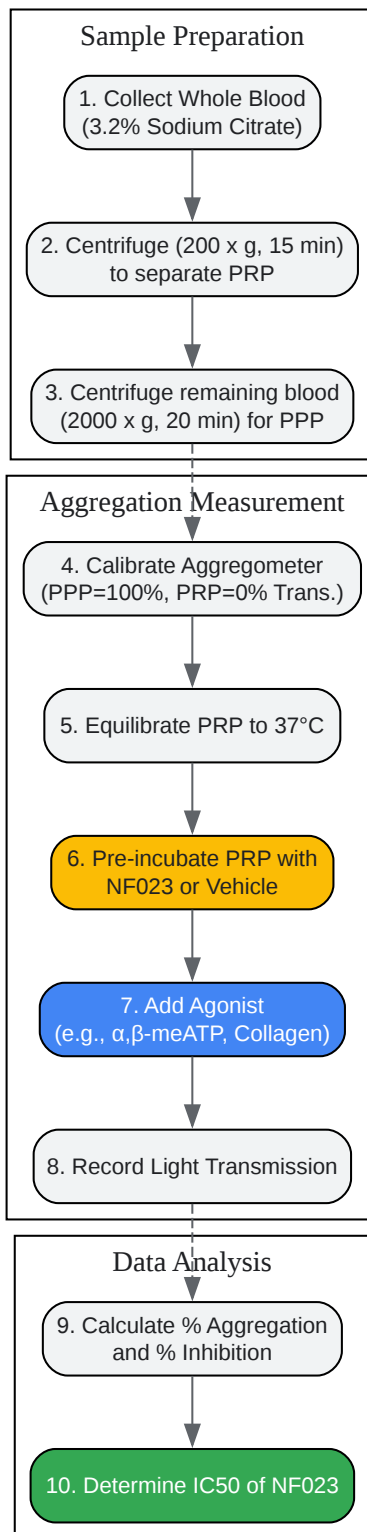 Sample Preparation
1. Collect Whole Blood
(3.2% Sodium Citrate)
2. Centrifuge (200 x g, 15 min)
to separate PRP
3. Centrifuge remaining blood
(2000 x g, 20 min) for PPP
Aggregation Measurement
4. Calibrate Aggregometer
(PPP=100%, PRP=0% Trans.)
5. Equilibrate PRP to 37°C
6. Pre-incubate PRP with
NF023 or Vehicle
7. Add Agonist
(e.g., α,β-meATP, Collagen)
8. Record Light Transmission
Data Analysis
9. Calculate % Aggregation
and % Inhibition
10. Determine IC50 of NF023